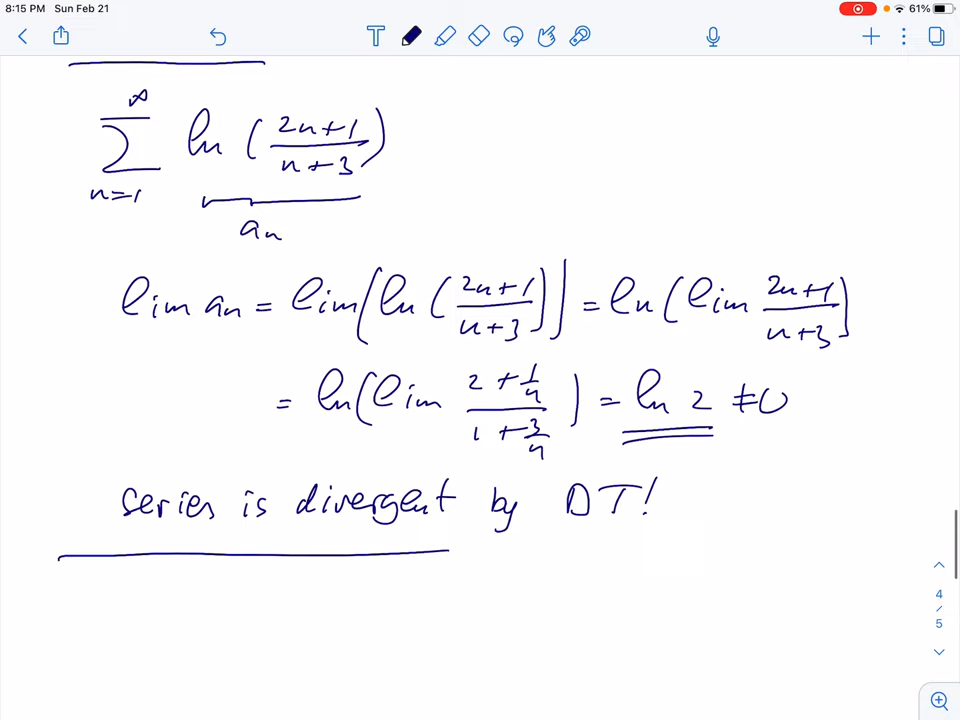 8:15 PM Sun Feb 21 61%
∞
∑ ln (2n+1 / n+3)
n=1
an
lim an = lim(ln (2n+1 / n+3)) = ln (lim 2n+1 / n+3)
= ln (lim 2 + 1/n / 1 + 3/n) = ln 2 ≠ 0
series is divergent by DT!
4
/
5